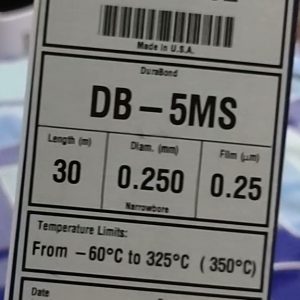 Made in U.S.A.
DuraBond
DB – 5MS
Length (m) Diam. (mm) Film (µm)
30 0.250 0.25
Narrowbore
Temperature Limits:
From –60°C to 325°C (350°C)
Date